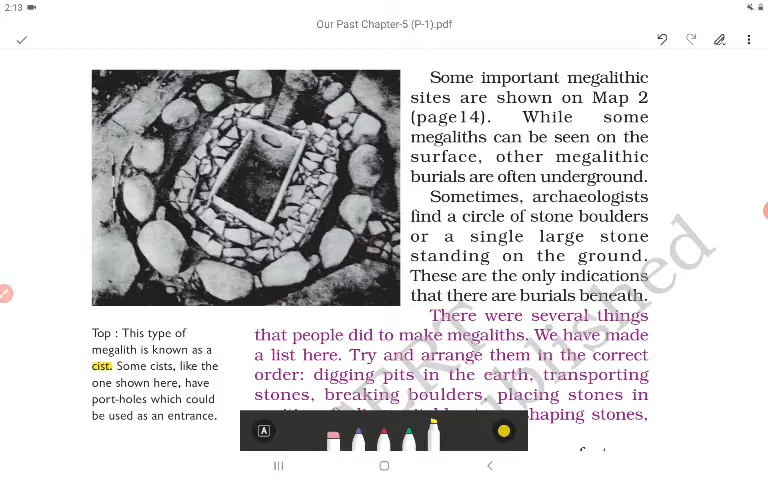 2:13
Our Past Chapter-5 (P-1).pdf
Some important megalithic
sites are shown on Map 2
(page14). While some
megaliths can be seen on the
surface, other megalithic
burials are often underground.
Sometimes, archaeologists
find a circle of stone boulders
or a single large stone
standing on the ground.
These are the only indications
that there are burials beneath.
There were several things
that people did to make megaliths. We have made
a list here. Try and arrange them in the correct
order: digging pits in the earth, transporting
stones, breaking boulders, placing stones in
shaping stones,
Top : This type of
megalith is known as a
cist. Some cists, like the
one shown here, have
port-holes which could
be used as an entrance.
A